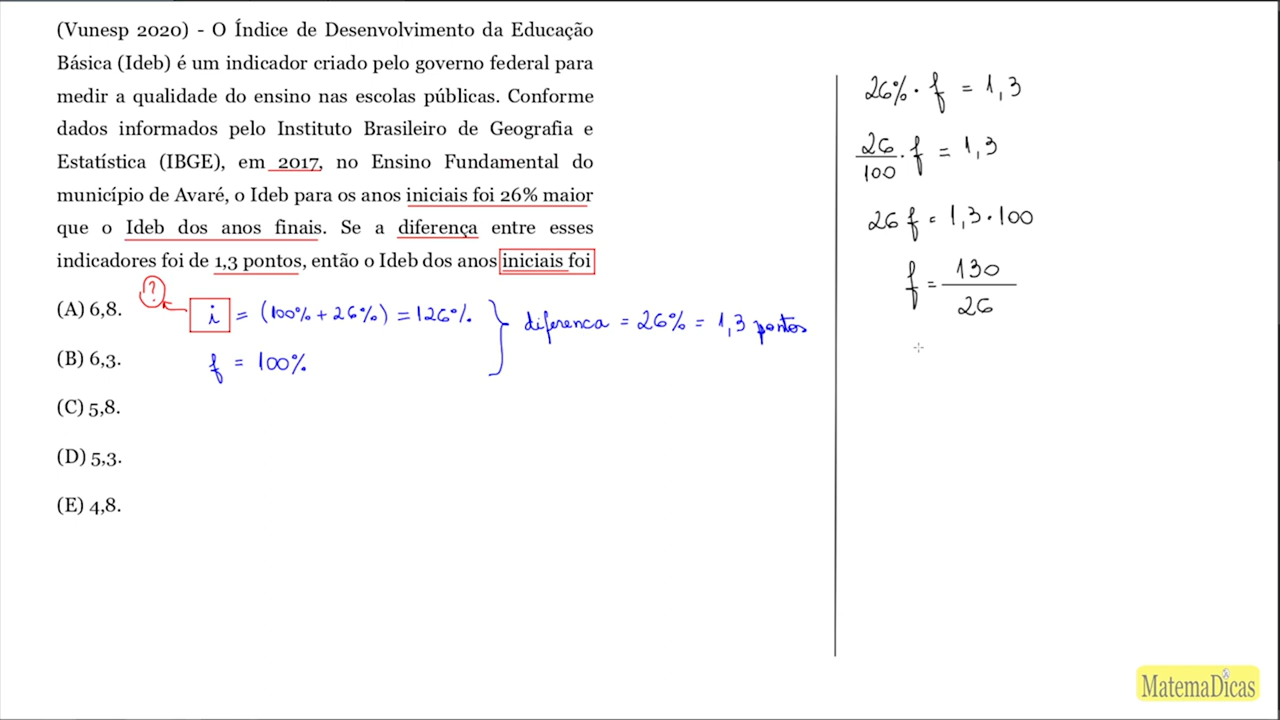 (Vunesp 2020) - O Índice de Desenvolvimento da Educação
Básica (Ideb) é um indicador criado pelo governo federal para
medir a qualidade do ensino nas escolas públicas. Conforme
dados informados pelo Instituto Brasileiro de Geografia e
Estatística (IBGE), em 2017, no Ensino Fundamental do
município de Avaré, o Ideb para os anos iniciais foi 26% maior
que o Ideb dos anos finais. Se a diferença entre esses
indicadores foi de 1,3 pontos, então o Ideb dos anos iniciais foi
(A) 6,8.
(B) 6,3.
(C) 5,8.
(D) 5,3.
(E) 4,8.
?
i = (100% + 26%) = 126%
f = 100%
diferenca = 26% = 1,3 pontos
26% · f = 1,3
26/100 · f = 1,3
26 f = 1,3 · 100
f = 130/26
MatemaDicas